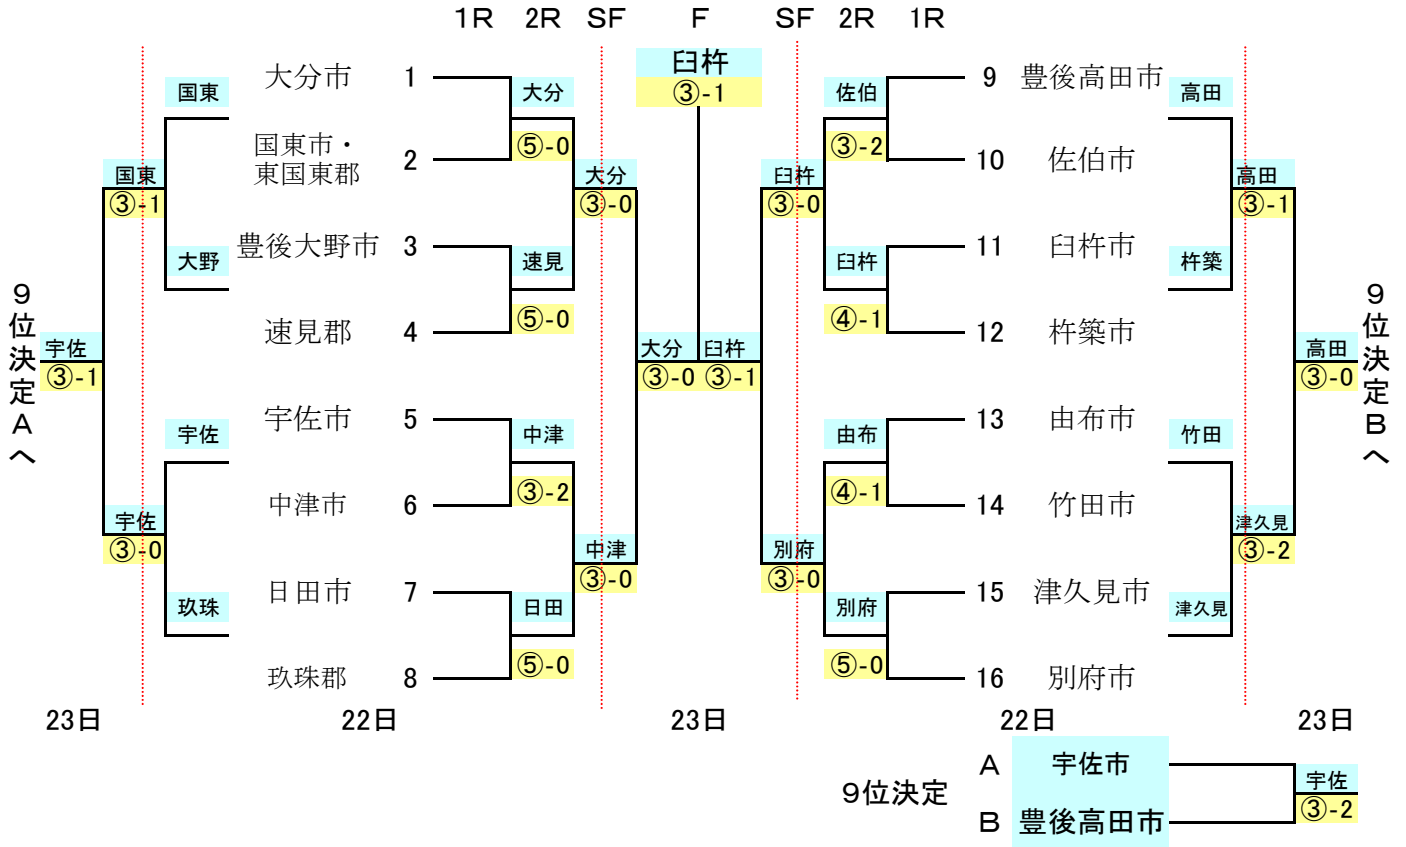 1R 2R SF F SF 2R 1R
臼杵
③-1
国東 大分市 1 大分 佐伯 9 豊後高田市 高田
国東市・
東国東郡 2 ⑤-0 ③-2 10 佐伯市
国東 大分 臼杵 高田
③-1 ③-0 ③-0 ③-1
大野 豊後大野市 3 速見 臼杵 11 臼杵市 杵築
速見郡 4 ⑤-0 ④-1 12 杵築市
9位決定Aへ 宇佐 大分 臼杵 高田 9位決定Bへ
③-1 ③-0 ③-1 ③-0
宇佐 宇佐市 5 中津 由布 13 由布市 竹田
中津市 6 ③-2 ④-1 14 竹田市
宇佐 中津 別府 津久見
③-0 ③-0 ③-0 ③-2
玖珠 日田市 7 日田 別府 15 津久見市 津久見
玖珠郡 8 ⑤-0 ⑤-0 16 別府市
23日 22日 23日 22日 23日
9位決定
A 宇佐市 宇佐
B 豊後高田市 ③-2